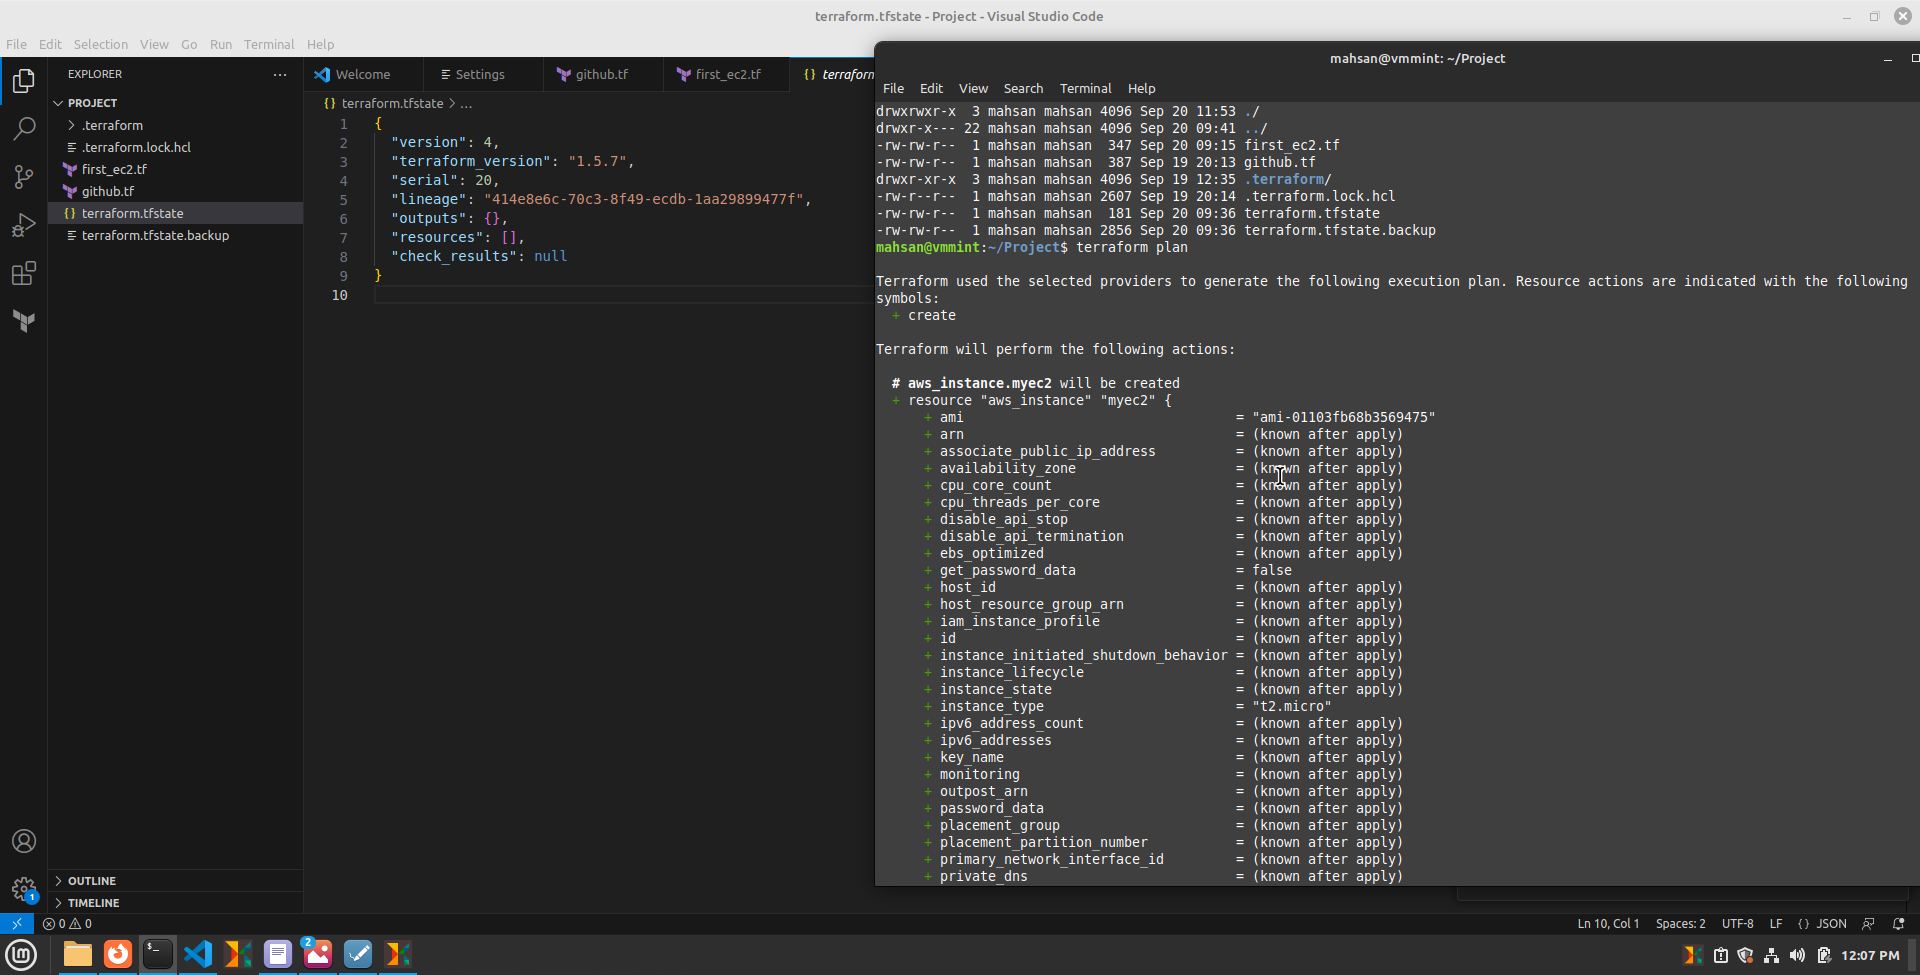 terraform.tfstate - Project - Visual Studio Code
File Edit Selection View Go Run Terminal Help
EXPLORER ...
PROJECT
.terraform
.terraform.lock.hcl
first_ec2.tf
github.tf
terraform.tfstate
terraform.tfstate.backup
OUTLINE
TIMELINE
Welcome Settings github.tf first_ec2.tf {} terraform
{} terraform.tfstate > ...
1 {
2   "version": 4,
3   "terraform_version": "1.5.7",
4   "serial": 20,
5   "lineage": "414e8e6c-70c3-8f49-ecdb-1aa29899477f",
6   "outputs": {},
7   "resources": [],
8   "check_results": null
9 }
10
mahsan@vmmint: ~/Project
File Edit View Search Terminal Help
drwxrwxr-x  3 mahsan mahsan 4096 Sep 20 11:53 ./
drwxr-x--- 22 mahsan mahsan 4096 Sep 20 09:41 ../
-rw-rw-r--  1 mahsan mahsan  347 Sep 20 09:15 first_ec2.tf
-rw-rw-r--  1 mahsan mahsan  387 Sep 19 20:13 github.tf
drwxr-xr-x  3 mahsan mahsan 4096 Sep 19 12:35 .terraform/
-rw-r--r--  1 mahsan mahsan 2607 Sep 19 20:14 .terraform.lock.hcl
-rw-rw-r--  1 mahsan mahsan  181 Sep 20 09:36 terraform.tfstate
-rw-rw-r--  1 mahsan mahsan 2856 Sep 20 09:36 terraform.tfstate.backup
mahsan@vmmint:~/Project$ terraform plan
Terraform used the selected providers to generate the following execution plan. Resource actions are indicated with the following
symbols:
  + create
Terraform will perform the following actions:
  # aws_instance.myec2 will be created
  + resource "aws_instance" "myec2" {
      + ami                                  = "ami-01103fb68b3569475"
      + arn                                  = (known after apply)
      + associate_public_ip_address          = (known after apply)
      + availability_zone                    = (known after apply)
      + cpu_core_count                       = (known after apply)
      + cpu_threads_per_core                 = (known after apply)
      + disable_api_stop                     = (known after apply)
      + disable_api_termination              = (known after apply)
      + ebs_optimized                        = (known after apply)
      + get_password_data                    = false
      + host_id                              = (known after apply)
      + host_resource_group_arn              = (known after apply)
      + iam_instance_profile                 = (known after apply)
      + id                                   = (known after apply)
      + instance_initiated_shutdown_behavior = (known after apply)
      + instance_lifecycle                   = (known after apply)
      + instance_state                       = (known after apply)
      + instance_type                        = "t2.micro"
      + ipv6_address_count                   = (known after apply)
      + ipv6_addresses                       = (known after apply)
      + key_name                             = (known after apply)
      + monitoring                           = (known after apply)
      + outpost_arn                          = (known after apply)
      + password_data                        = (known after apply)
      + placement_group                      = (known after apply)
      + placement_partition_number           = (known after apply)
      + primary_network_interface_id         = (known after apply)
      + private_dns                          = (known after apply)
1
0 0
Ln 10, Col 1 Spaces: 2 UTF-8 LF {} JSON
2
12:07 PM